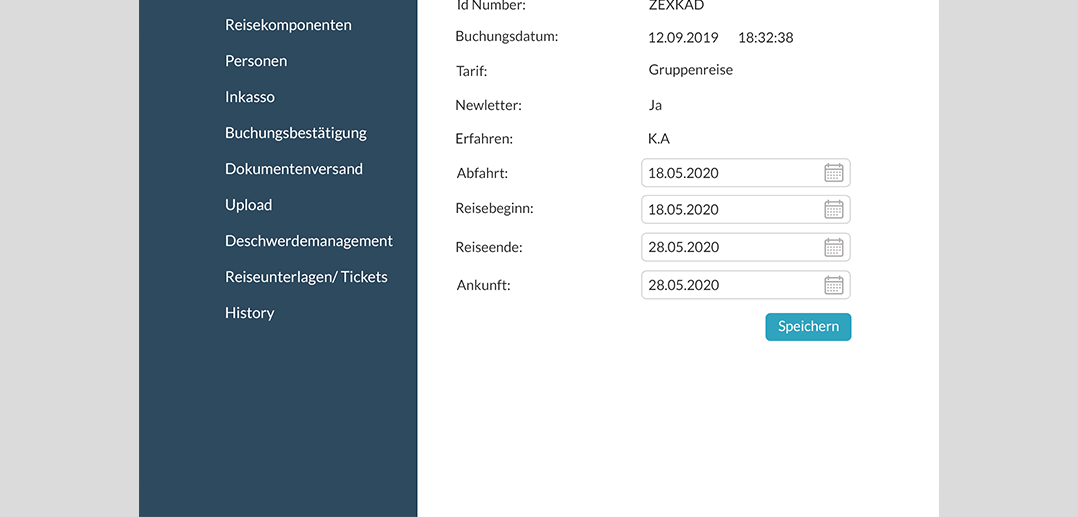 Reisekomponenten
Personen
Inkasso
Buchungsbestätigung
Dokumentenversand
Upload
Deschwerdemanagement
Reiseunterlagen/ Tickets
History
Id Number: ZEXKAD
Buchungsdatum: 12.09.2019 18:32:38
Tarif: Gruppenreise
Newletter: Ja
Erfahren: K.A
Abfahrt: 18.05.2020
Reisebeginn: 18.05.2020
Reiseende: 28.05.2020
Ankunft: 28.05.2020
Speichern